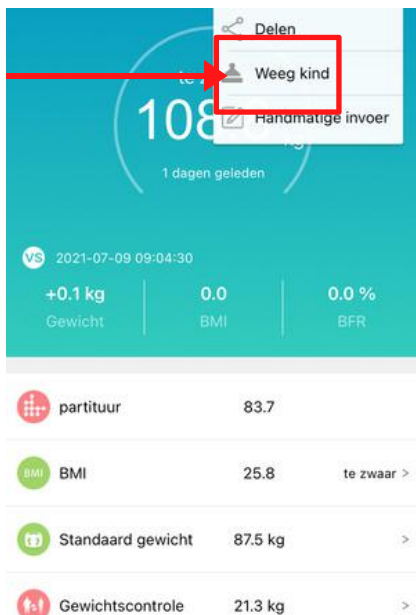 Delen
Weeg kind
Handmatige invoer
te
108
kg
1 dagen geleden
VS 2021-07-09 09:04:30
+0.1 kg 0.0 0.0 %
Gewicht BMI BFR
partituur 83.7
BMI BMI 25.8 te zwaar >
Standaard gewicht 87.5 kg >
Gewichtscontrole 21.3 kg >